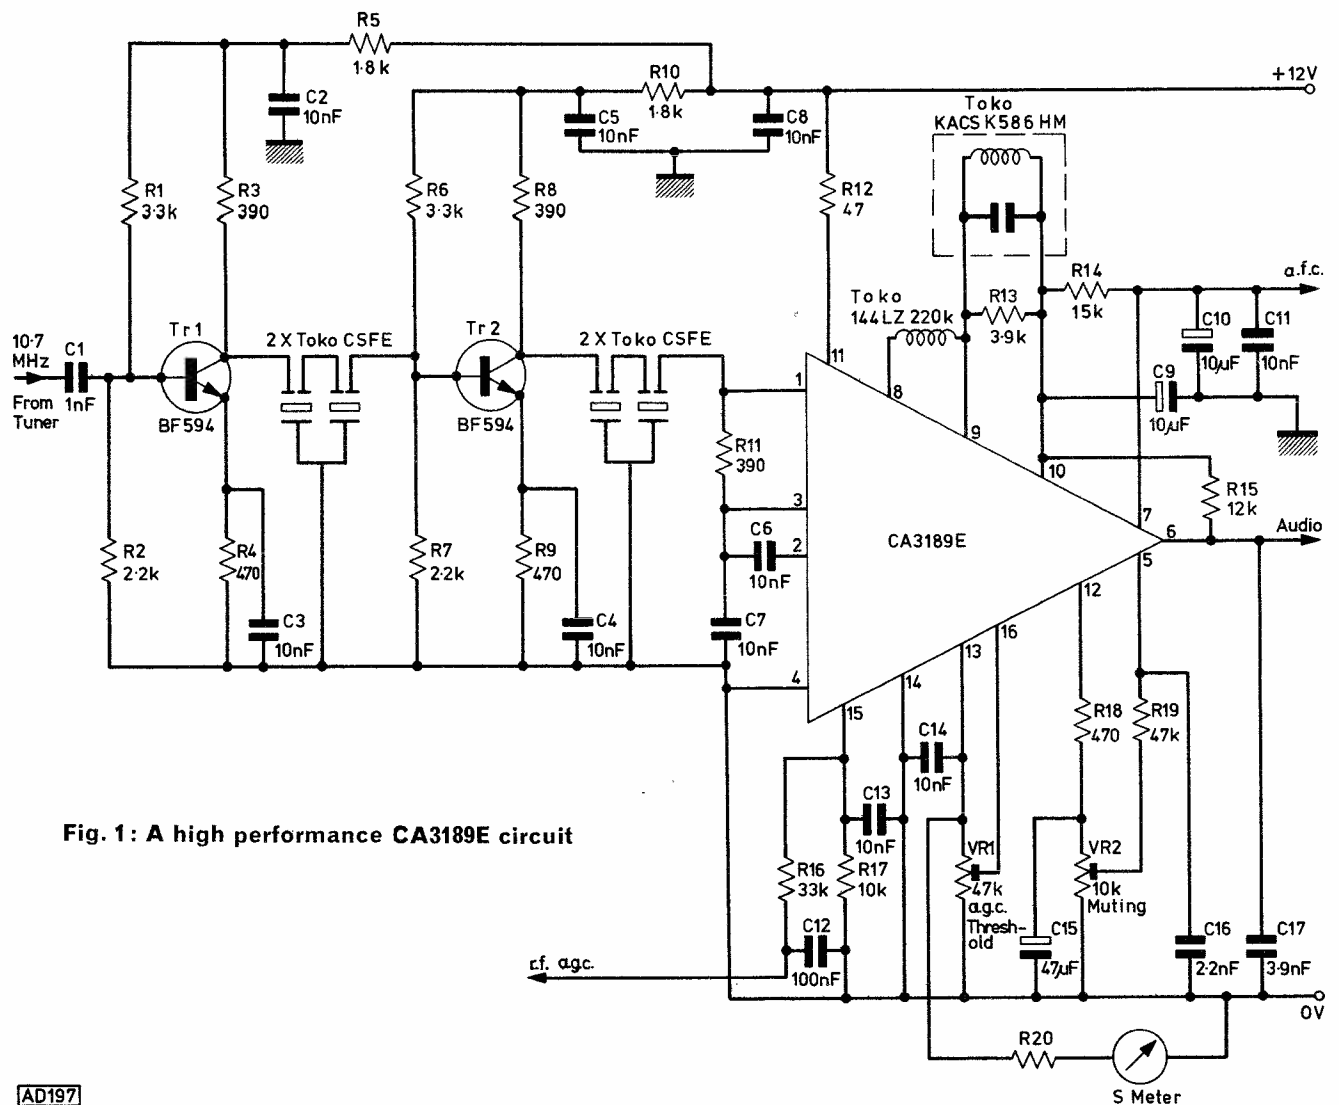 R5
1·8k
R10
1·8k
+12V
Toko
KACSK586HM
C2
10nF
C5
10nF
C8
10nF
R1
3·3k
R3
390
R6
3·3k
R8
390
R12
47
R14
15k
a.f.c.
Toko
144LZ 220k
R13
3·9k
C10
10µF
C11
10nF
10·7
MHz
C1
1nF
From
Tuner
Tr1
BF594
2 X Toko CSFE
Tr2
BF594
2 X Toko CSFE
C9
10µF
1
11
8
9
10
7
6
5
3
2
4
12
16
13
14
15
R11
390
R15
12k
Audio
CA3189E
R2
2·2k
R4
470
R7
2·2k
R9
470
C6
10nF
C3
10nF
C4
10nF
C7
10nF
R18
470
R19
47k
C14
10nF
C13
10nF
Fig. 1: A high performance CA3189E circuit
R16
33k
R17
10k
VR1
47k
a.g.c.
Thresh-
old
VR2
10k
Muting
C12
100nF
C15
47µF
C16
2·2nF
C17
3·9nF
r.f. a.g.c.
0V
R20
S Meter
AD197